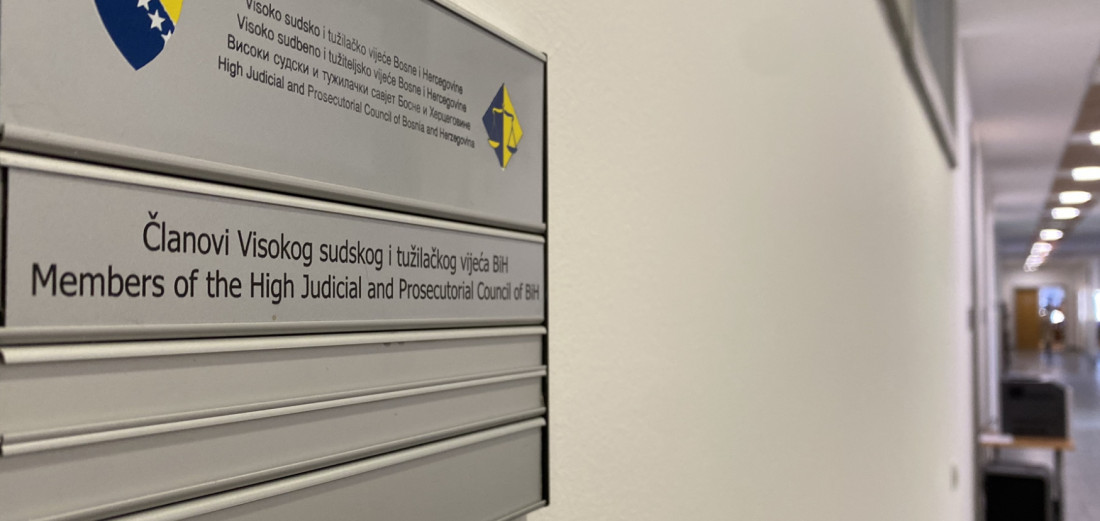 Visoko sudsko i tužilačko vijeće Bosne i Hercegovine
Visoko sudbeno i tužiteljsko vijeće Bosne i Hercegovine
Високи судски и тужилачки савјет Босне и Херцеговине
High Judicial and Prosecutorial Council of Bosnia and Herzegovina
Članovi Visokog sudskog i tužilačkog vijeća BiH
Members of the High Judicial and Prosecutorial Council of BiH